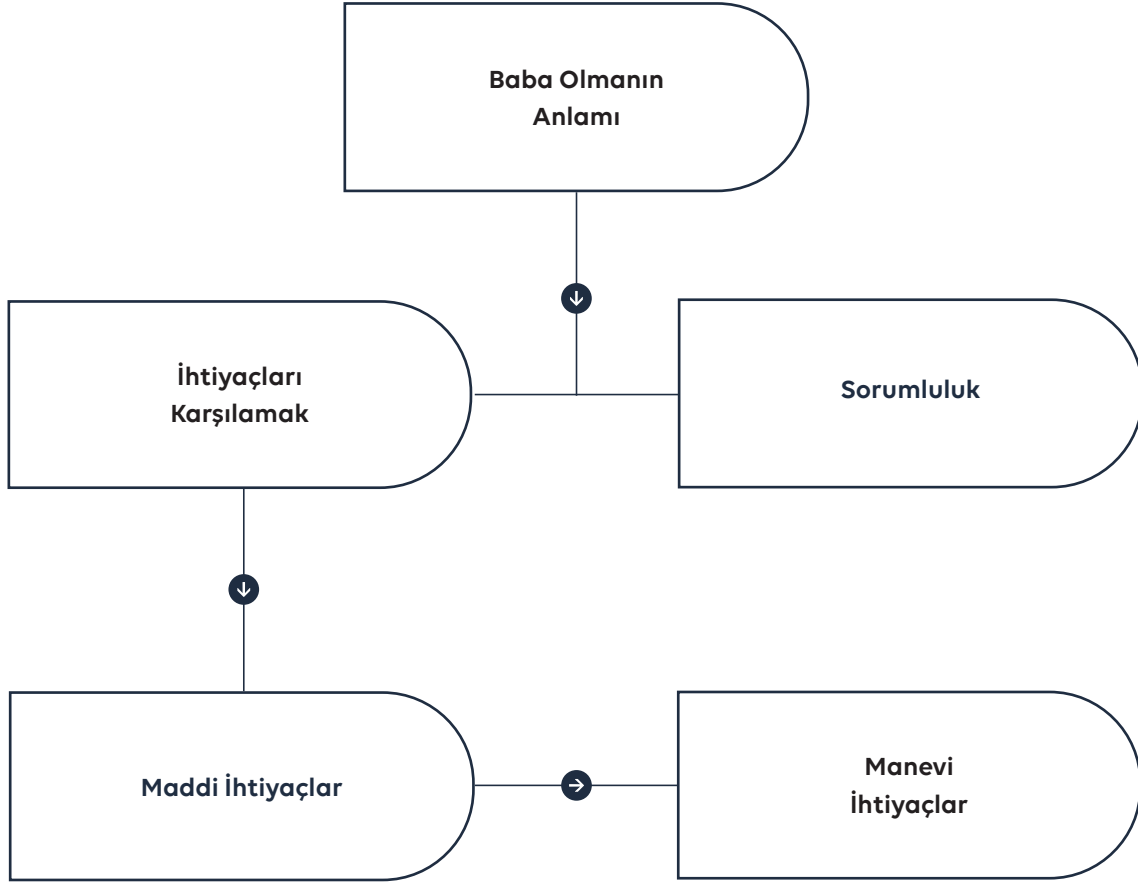 Baba Olmanın
Anlamı
İhtiyaçları
Karşılamak
Sorumluluk
Maddi İhtiyaçlar
Manevi
İhtiyaçlar